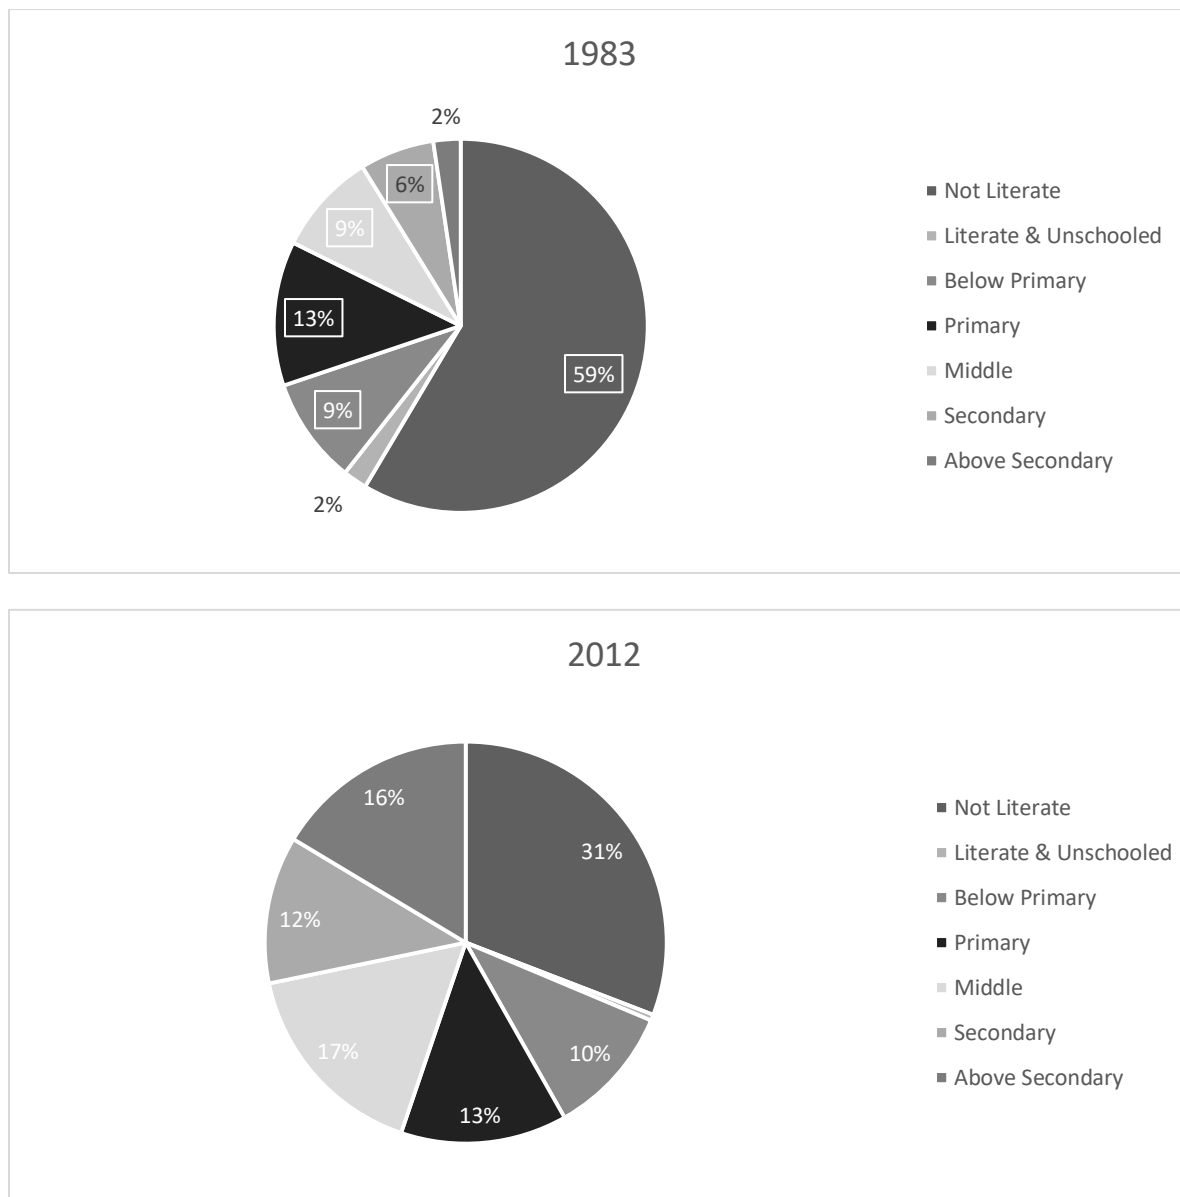 1983
2%
6%
9%
13%
59%
9%
2%
Not Literate
Literate & Unschooled
Below Primary
Primary
Middle
Secondary
Above Secondary
2012
16%
31%
12%
17%
10%
13%
Not Literate
Literate & Unschooled
Below Primary
Primary
Middle
Secondary
Above Secondary